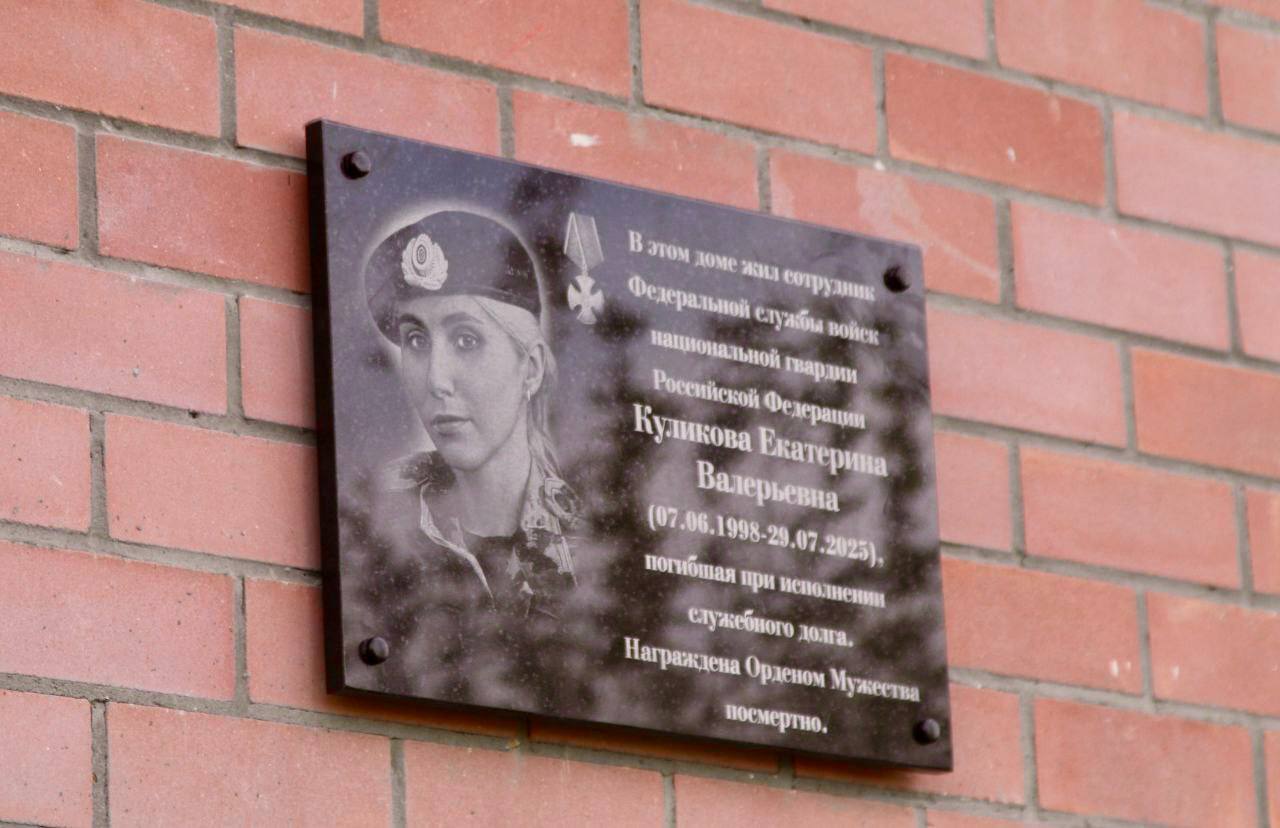 В этом доме жил сотрудник
Федеральной службы войск
национальной гвардии
Российской Федерации
Куликова Екатерина
Валерьевна
(07.06.1998-29.07.2025),
погибшая при исполнении
служебного долга.
Награждена Орденом Мужества
посмертно.